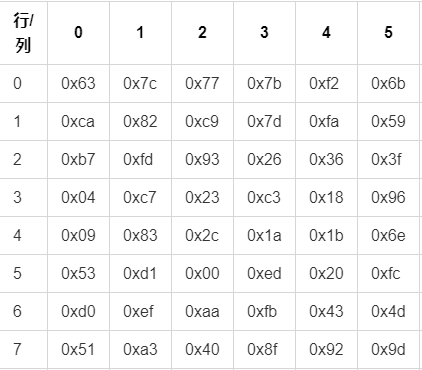 行/列 0 1 2 3 4 5
0 0x63 0x7c 0x77 0x7b 0xf2 0x6b
1 0xca 0x82 0xc9 0x7d 0xfa 0x59
2 0xb7 0xfd 0x93 0x26 0x36 0x3f
3 0x04 0xc7 0x23 0xc3 0x18 0x96
4 0x09 0x83 0x2c 0x1a 0x1b 0x6e
5 0x53 0xd1 0x00 0xed 0x20 0xfc
6 0xd0 0xef 0xaa 0xfb 0x43 0x4d
7 0x51 0xa3 0x40 0x8f 0x92 0x9d